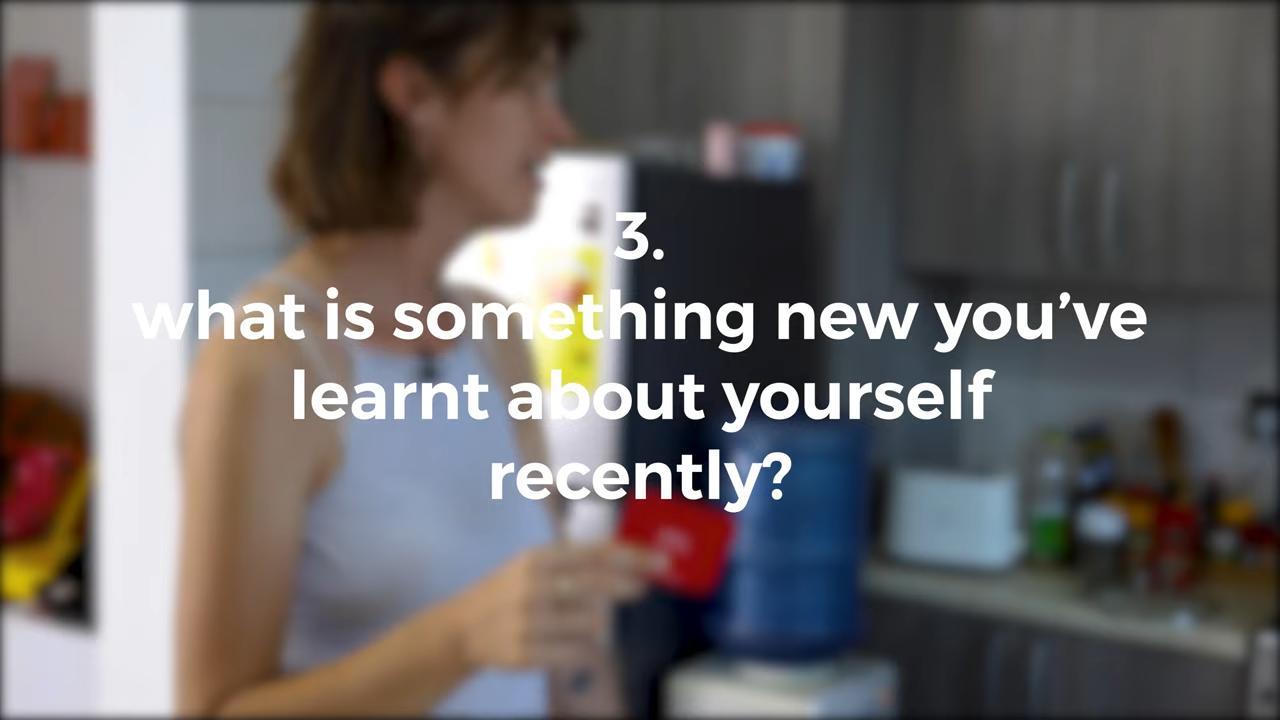 3.
what is something new you’ve
learnt about yourself
recently?